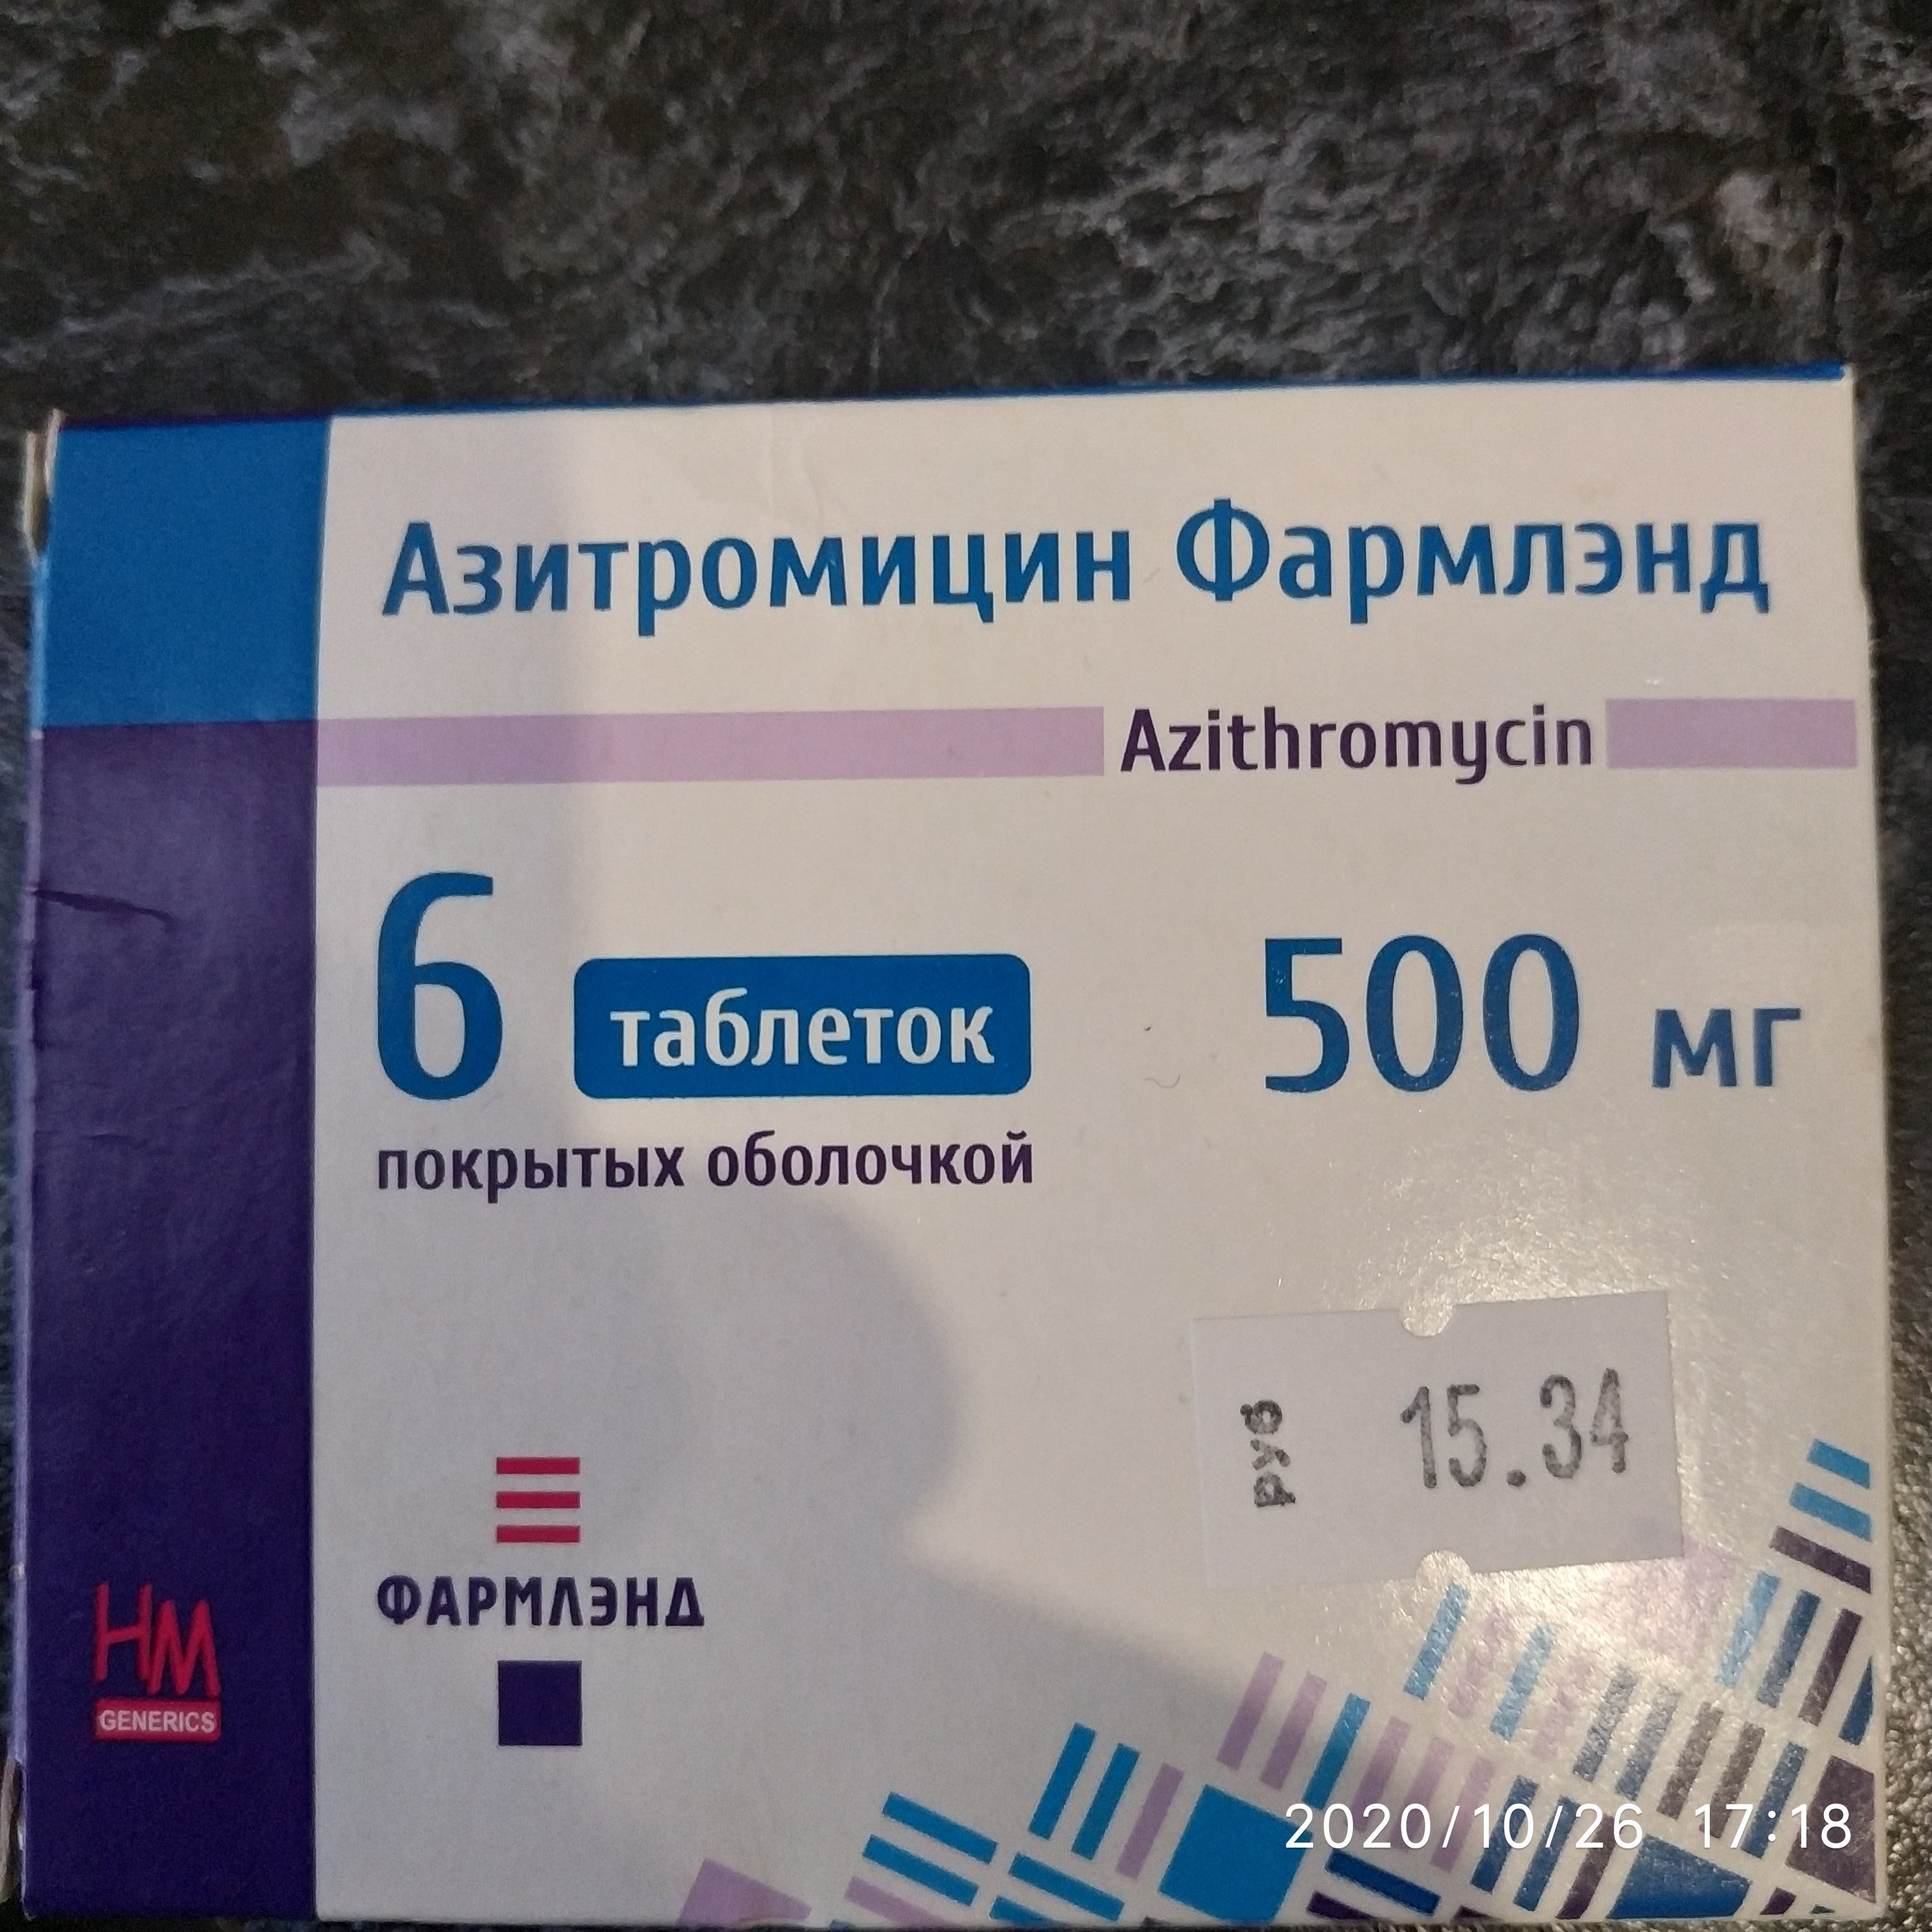 Азитромицин Фармлэнд
Azithromycin
6 таблеток 500 мг
покрытых оболочкой
руб 15.34
ФАРМЛЭНД
HM
GENERICS
2020/10/26 17:18